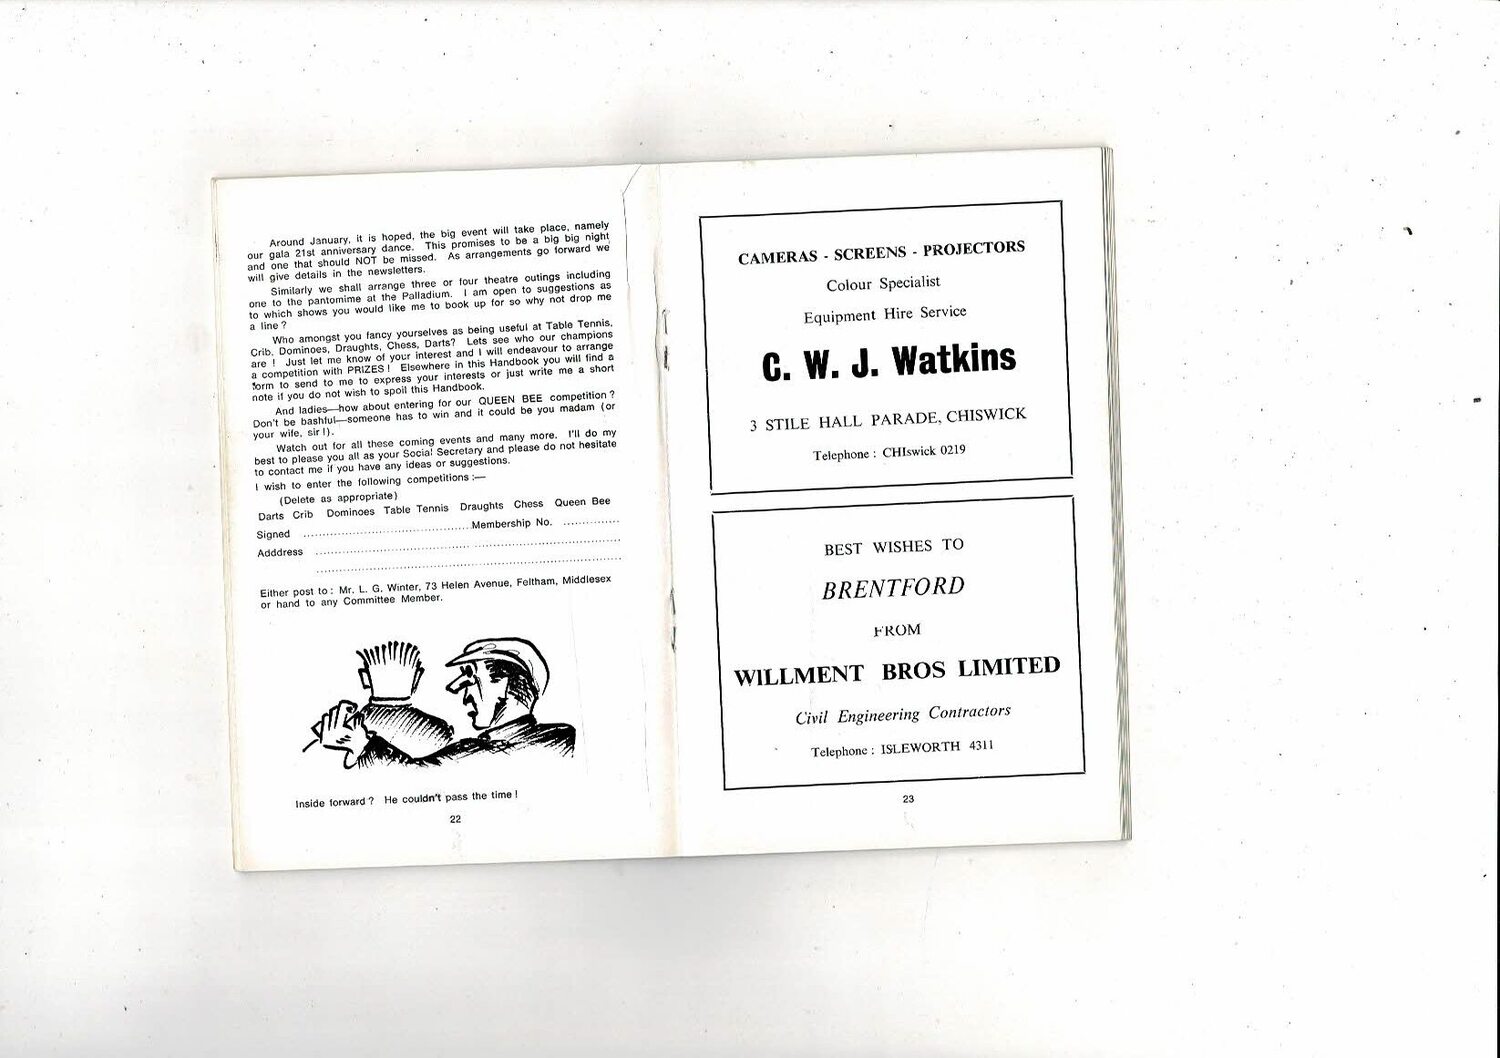 Around January, it is hoped, the big event will take place, namely
our gala 21st anniversary dance. This promises to be a big big night
and one that should NOT be missed. As arrangements go forward we
will give details in the newsletters.
Similarly we shall arrange three or four theatre outings including
one to the pantomime at the Palladium. I am open to suggestions as
to which shows you would like me to book up for so why not drop me
a line ?
Who amongst you fancy yourselves as being useful at Table Tennis,
Crib, Dominoes, Draughts, Chess, Darts? Lets see who our champions
are ! Just let me know of your interest and I will endeavour to arrange
a competition with PRIZES ! Elsewhere in this Handbook you will find a
form to send to me to express your interests or just write me a short
note if you do not wish to spoil this Handbook.
And ladies—how about entering for our QUEEN BEE competition ?
Don't be bashful—someone has to win and it could be you madam (or
your wife, sir !).
Watch out for all these coming events and many more. I'll do my
best to please you all as your Social Secretary and please do not hesitate
to contact me if you have any ideas or suggestions.
I wish to enter the following competitions :—
(Delete as appropriate)
Darts Crib Dominoes Table Tennis Draughts Chess Queen Bee
Signed ........................................ Membership No. ..............
Adddress ........................................................................
........................................................................
Either post to : Mr. L. G. Winter, 73 Helen Avenue, Feltham, Middlesex
or hand to any Committee Member.
Inside forward ? He couldn't pass the time !
22
CAMERAS - SCREENS - PROJECTORS
Colour Specialist
Equipment Hire Service
C. W. J. Watkins
3 STILE HALL PARADE, CHISWICK
Telephone : CHIswick 0219
BEST WISHES TO
BRENTFORD
FROM
WILLMENT BROS LIMITED
Civil Engineering Contractors
Telephone : ISLEWORTH 4311
23